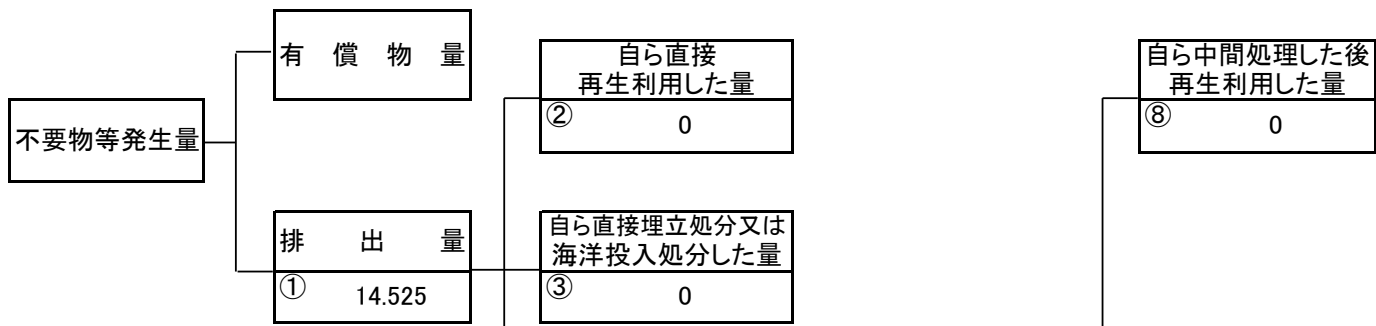 不要物等発生量
有償物量
排出量
① 14.525
自ら直接
再生利用した量
② 0
自ら直接埋立処分又は
海洋投入処分した量
③ 0
自ら中間処理した後
再生利用した量
⑧ 0